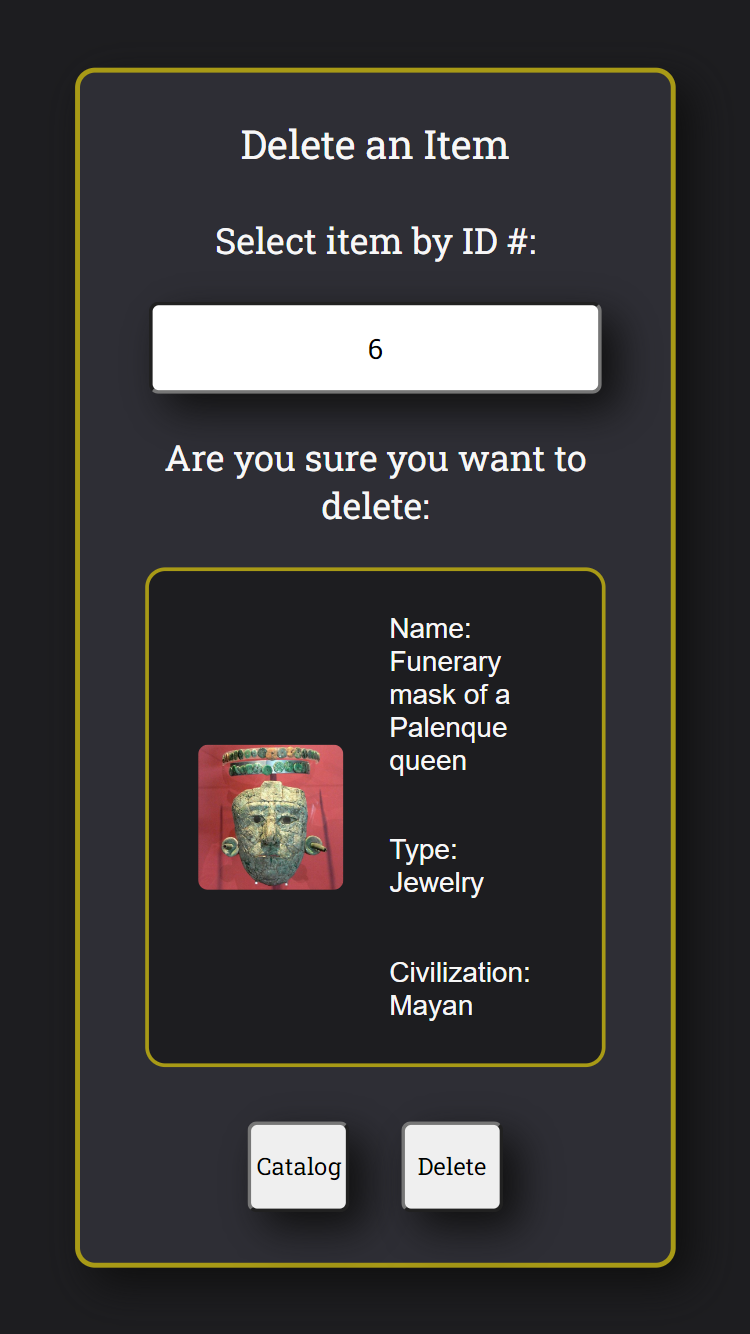 Delete an Item
Select item by ID #:
6
Are you sure you want to
delete:
Name:
Funerary
mask of a
Palenque
queen
Type:
Jewelry
Civilization:
Mayan
Catalog
Delete